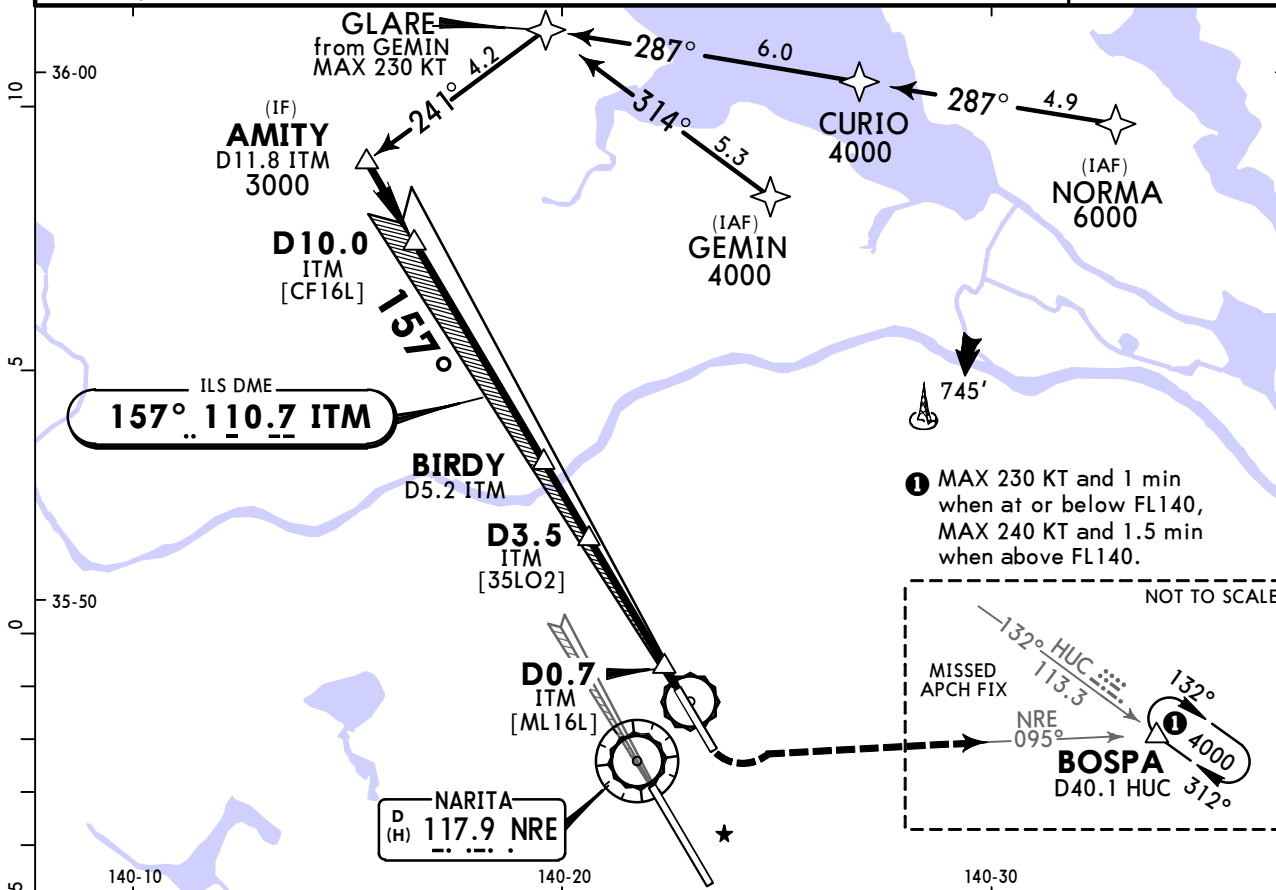 GLARE
from GEMIN
MAX 230 KT
36-00
10
4.2
241°
287°
6.0
287°
4.9
314°
5.3
CURIO
4000
(IAF)
NORMA
6000
(IAF)
GEMIN
4000
(IF)
AMITY
D11.8 ITM
3000
D10.0
ITM
[CF16L]
157°
5
ILS DME
157° 110.7 ITM
745'
BIRDY
D5.2 ITM
D3.5
ITM
[35LO2]
1 MAX 230 KT and 1 min
when at or below FL140,
MAX 240 KT and 1.5 min
when above FL140.
35-50
0
NOT TO SCALE
D0.7
ITM
[ML16L]
MISSED
APCH FIX
132°
HUC
113.3
NRE
095°
132°
1
4000
312°
BOSPA
D40.1 HUC
NARITA
D
(H)
117.9 NRE
5
140-10
140-20
140-30